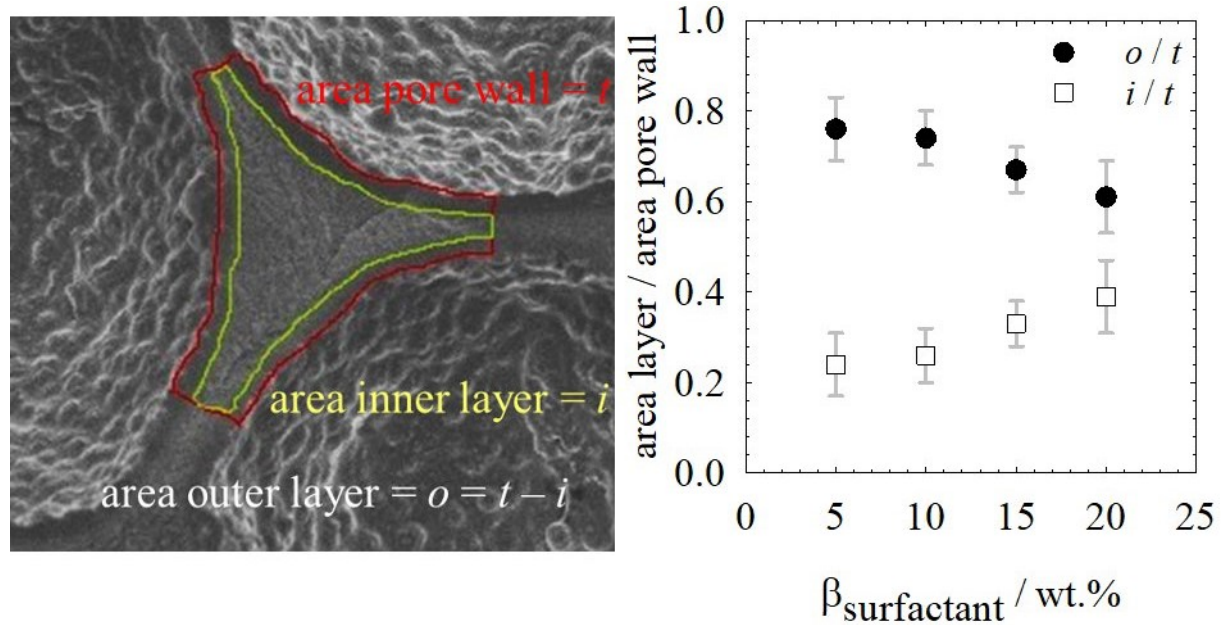 area pore wall = t
area inner layer = i
area outer layer = o = t – i
area layer / area pore wall
1.0
0.8
0.6
0.4
0.2
0.0
o / t
i / t
0 5 10 15 20 25
βsurfactant / wt.%